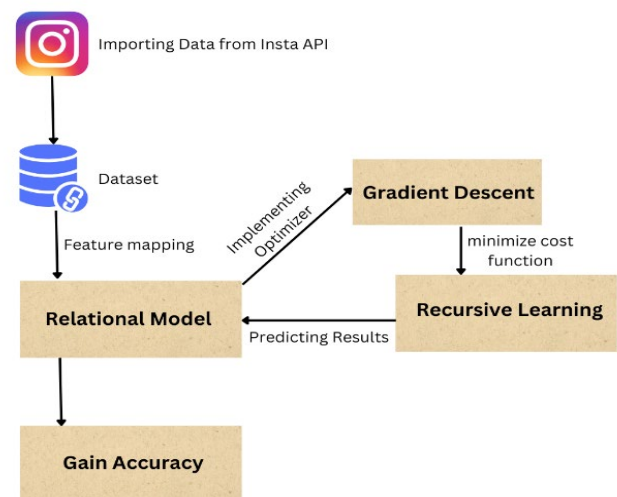 Importing Data from Insta API
Dataset
Feature mapping
Implementing
Optimizer
Gradient Descent
minimize cost
function
Relational Model
Recursive Learning
Predicting Results
Gain Accuracy